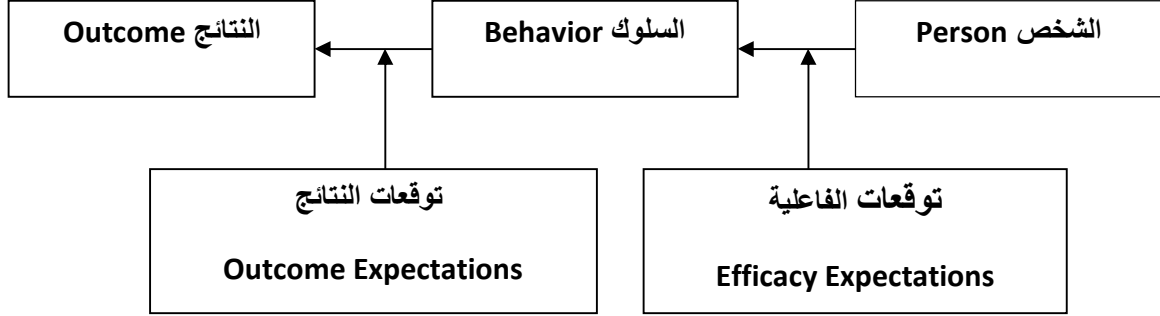 الشخص Person
السلوك Behavior
النتائج Outcome
توقعات الفاعلية
Efficacy Expectations
توقعات النتائج
Outcome Expectations